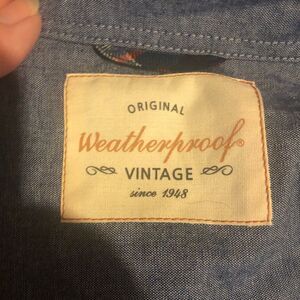 ORIGINAL
Weatherproof®
VINTAGE
since 1948